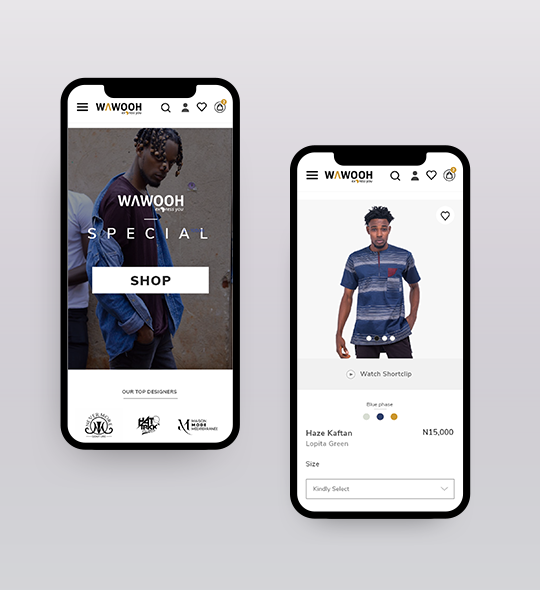 WAWOOH
express you
WAWOOH
express you
SPECIAL
SHOP
OUR TOP DESIGNERS
HAT
TRICK
MAISON
MORE
WAWOOH
express you
Watch Shortclip
Blue phase
Haze Kaftan
N15,000
Lopita Green
Size
Kindly Select